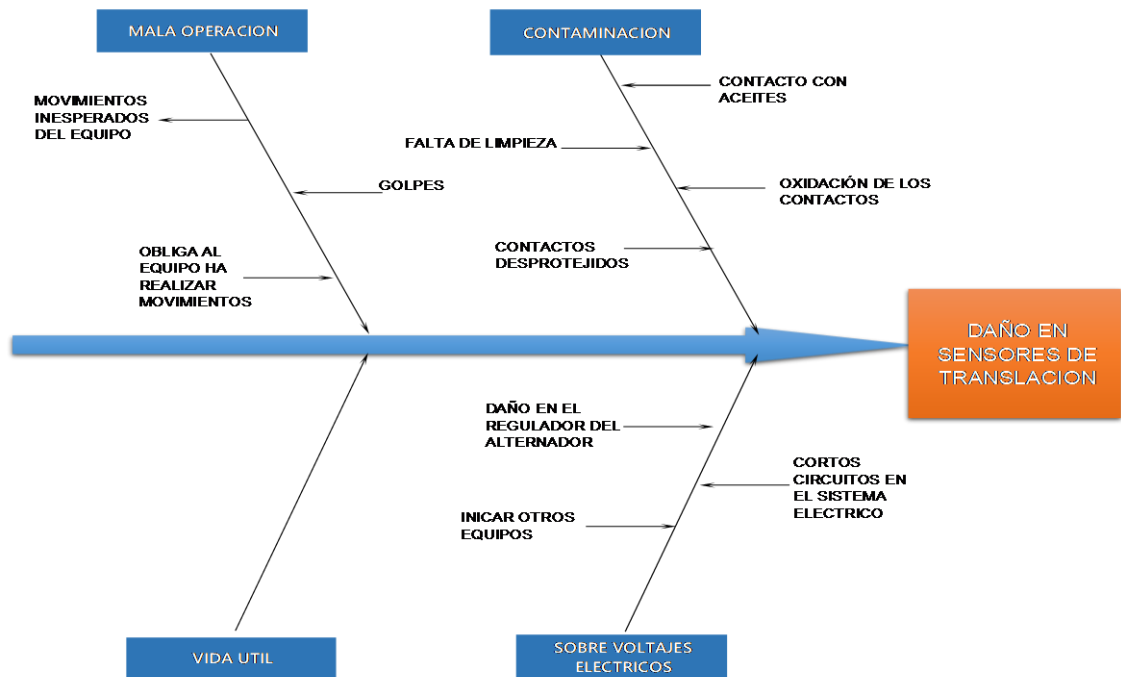 MALA OPERACION
CONTAMINACION
MOVIMIENTOS
INESPERADOS
DEL EQUIPO
CONTACTO CON
ACEITES
FALTA DE LIMPIEZA
GOLPES
OXIDACIÓN DE LOS
CONTACTOS
OBLIGA AL
EQUIPO HA
REALIZAR
MOVIMIENTOS
CONTACTOS
DESPROTEJIDOS
DAÑO EN
SENSORES DE
TRANSLACION
DAÑO EN EL
REGULADOR DEL
ALTERNADOR
CORTOS
CIRCUITOS EN
EL SISTEMA
ELECTRICO
INICAR OTROS
EQUIPOS
VIDA UTIL
SOBRE VOLTAJES
ELECTRICOS